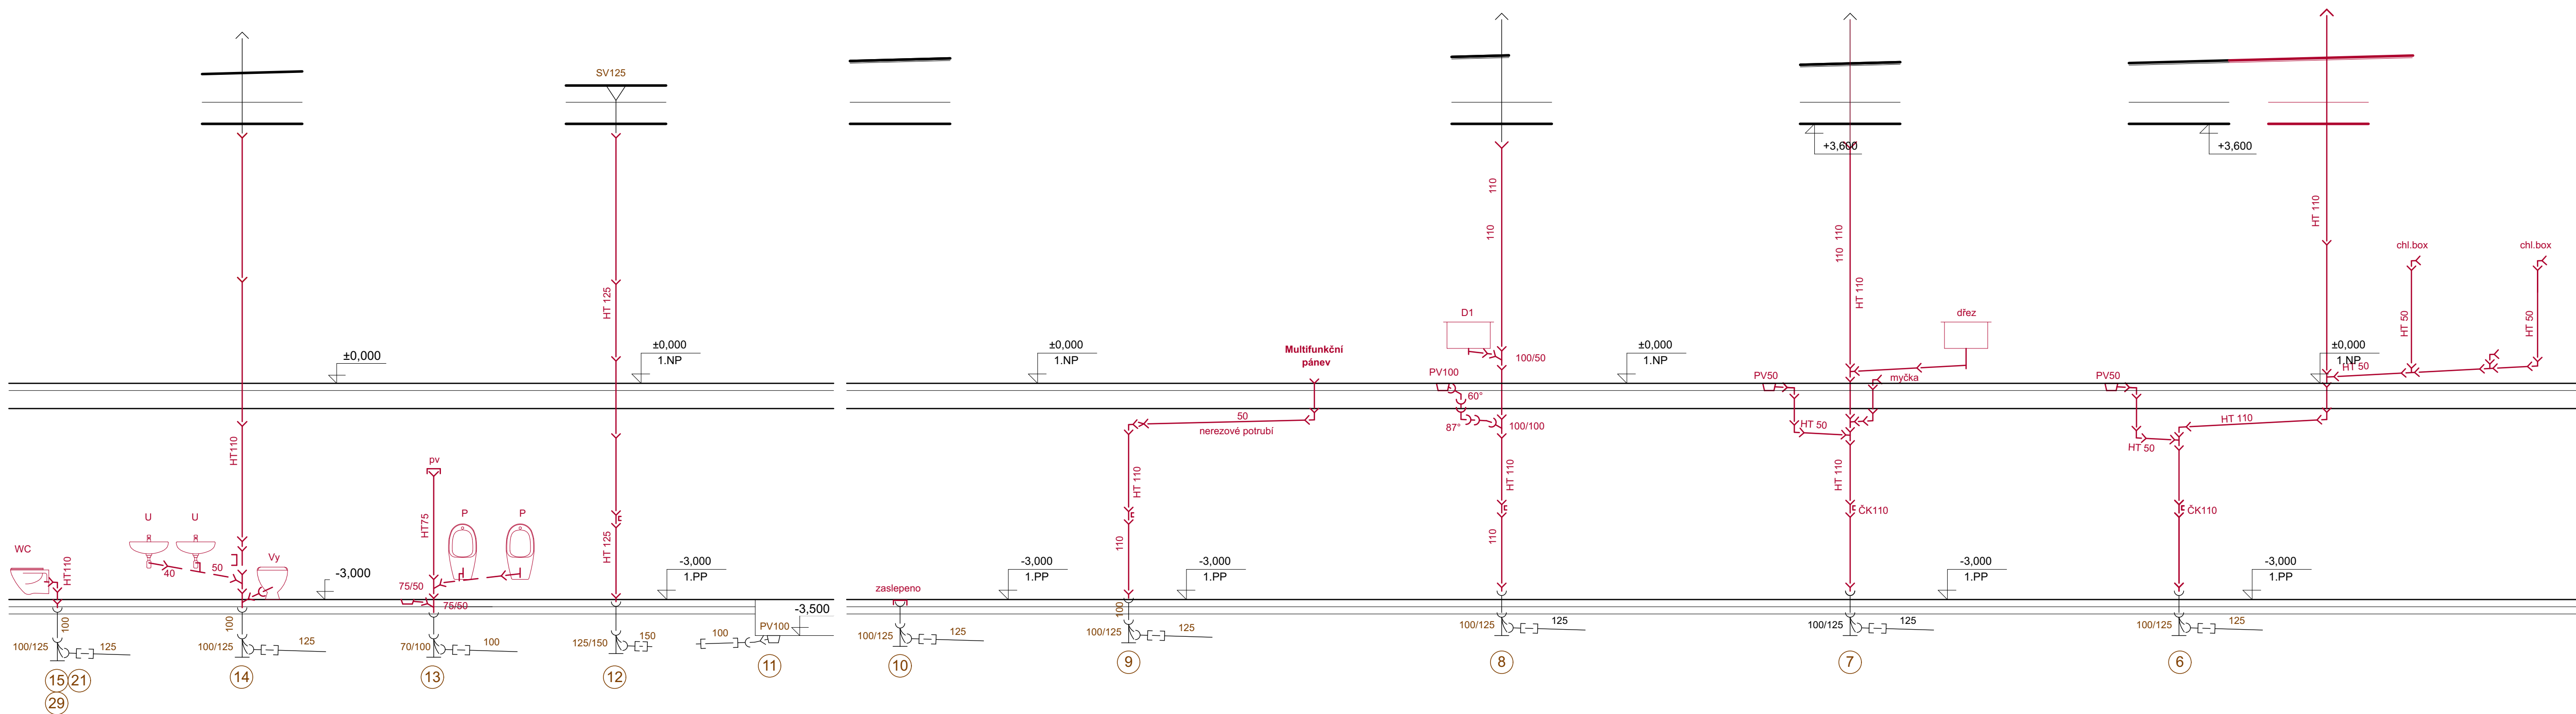 SV125
+3,600
+3,600
110
110
110
110
HT 110
HT 110
chl.box
chl.box
HT 125
HT 50
HT 50
D1
dřez
±0,000
±0,000
1.NP
±0,000
1.NP
Multifunkční
pánev
100/50
±0,000
1.NP
±0,000
1.NP
HT 50
PV100
60°
PV50
myčka
PV50
50
nerezové potrubí
87°
100/100
HT 50
HT 110
HT 50
HT110
pv
HT 110
HT 110
HT 110
HT75
U
U
P
P
ČK110
ČK110
WC
HT110
40
50
Vy
HT 125
110
110
-3,000
-3,000
1.PP
-3,000
1.PP
-3,000
1.PP
-3,000
1.PP
-3,000
1.PP
75/50
75/50
zaslepeno
-3,500
PV100
100
100
100
100/125
125
100/125
125
70/100
100
125/150
150
100
100/125
125
100/125
125
100/125
125
100/125
125
100/125
125
15
21
29
14
13
12
11
10
9
8
7
6